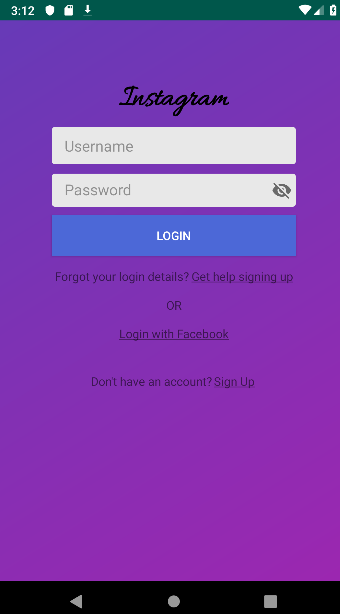 3:12
Instagram
Username
Password
LOGIN
Forgot your login details? Get help signing up
OR
Login with Facebook
Don't have an account? Sign Up